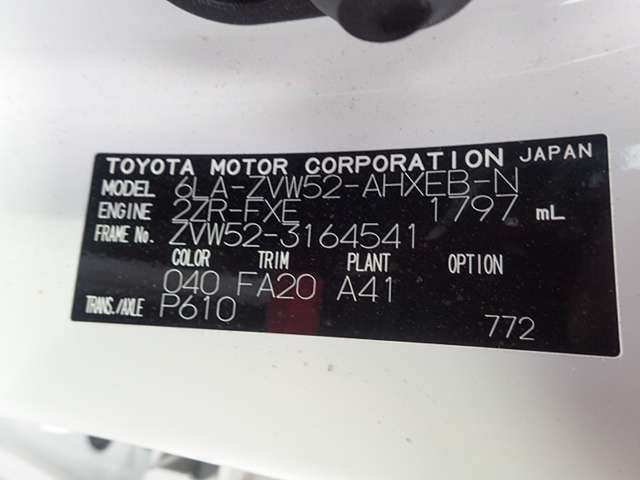 TOYOTA MOTOR CORPORATION JAPAN
MODEL 6LA-ZVW52-AHXEB-N
ENGINE 2ZR-FXE 1797 mL
FRAME No. ZVW52-3164541
COLOR TRIM PLANT OPTION
040 FA20 A41
TRANS./AXLE P610
772